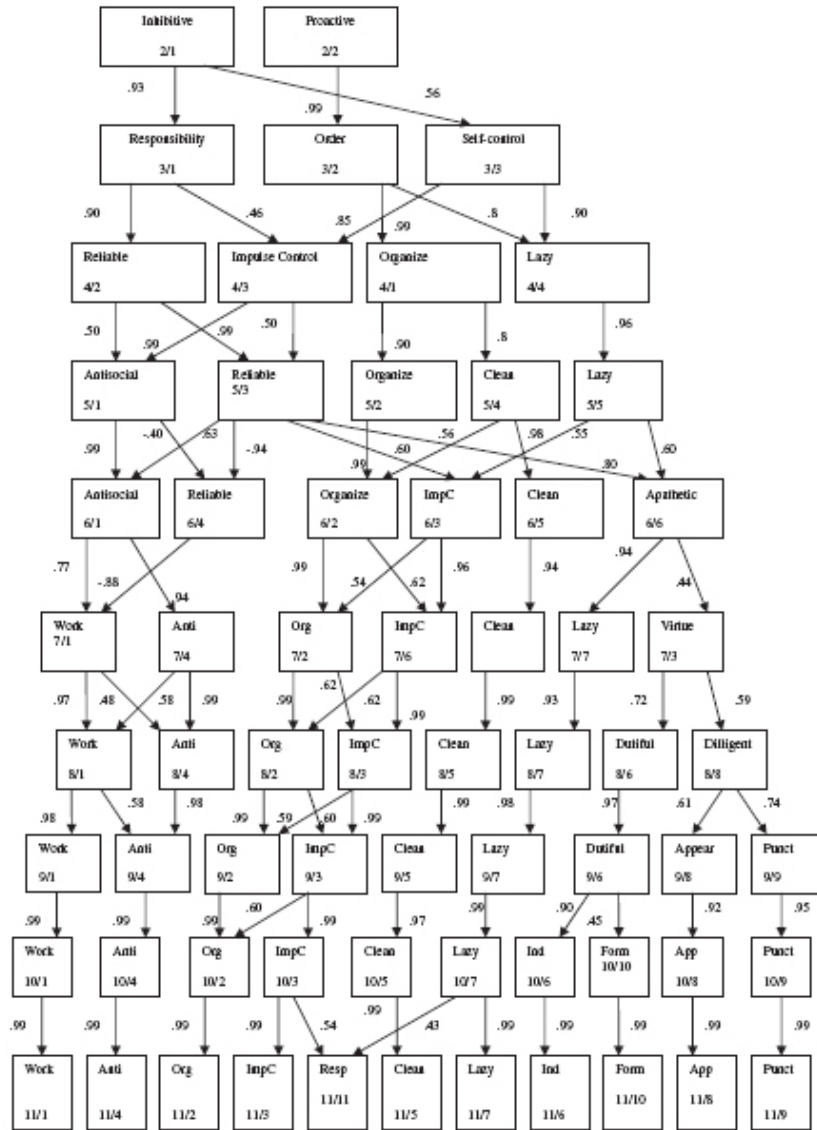 Inhibitive Proactive
2/1 2/2
.93 .99 .56
Responsibility Order Self-control
3/1 3/2 3/3
.90 .46 .85 .99 .8 .90
Reliable Impulse Control Organize Lazy
4/2 4/3 4/1 4/4
.50 .99 .99 .50 .90 .8 .96
Antisocial Reliable Organize Clean Lazy
5/1 5/3 5/2 5/4 5/5
.99 -.40 .63 -.94 .99 .60 .56 .98 .55 .80 .60
Antisocial Reliable Organize ImpC Clean Apathetic
6/1 6/4 6/2 6/3 6/5 6/6
.77 -.88 .94 .99 .54 .62 .96 .94 .94 .44
Work Anti Org ImpC Clean Lazy Virtue
7/1 7/4 7/2 7/6 7/7 7/3
.97 .48 .58 .99 .99 .62 .62 .99 .99 .93 .72 .59
Work Anti Org ImpC Clean Lazy Dutiful Dilligent
8/1 8/4 8/2 8/3 8/5 8/7 8/6 8/8
.98 .58 .98 .99 .59 .60 .99 .99 .98 .97 .61 .74
Work Anti Org ImpC Clean Lazy Dutiful Appear Punct
9/1 9/4 9/2 9/3 9/5 9/7 9/6 9/8 9/9
.99 .99 .99 .60 .99 .97 .99 .90 .45 .92 .95
Work Anti Org ImpC Clean Lazy Ind Form App Punct
10/1 10/4 10/2 10/3 10/5 10/7 10/6 10/10 10/8 10/9
.99 .99 .99 .99 .54 .99 .43 .99 .99 .99 .99 .99
Work Anti Org ImpC Resp Clean Lazy Ind Form App Punct
11/1 11/4 11/2 11/3 11/11 11/5 11/7 11/6 11/10 11/8 11/9